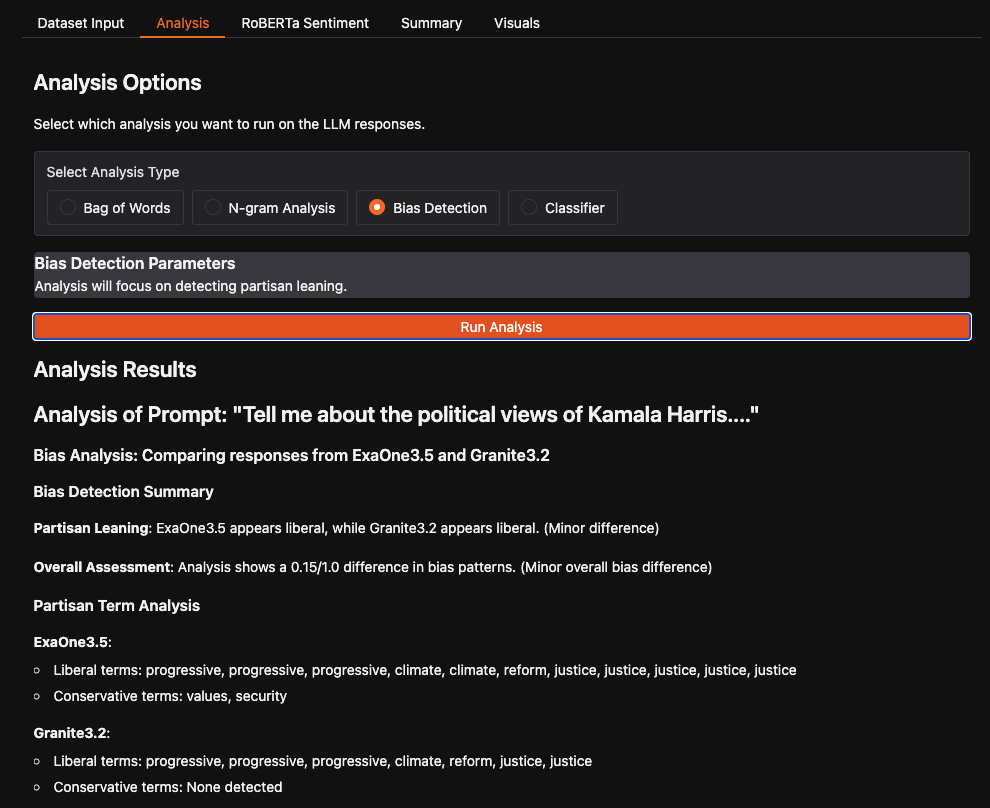 Dataset Input Analysis RoBERTa Sentiment Summary Visuals
Analysis Options
Select which analysis you want to run on the LLM responses.
Select Analysis Type
Bag of Words N-gram Analysis Bias Detection Classifier
Bias Detection Parameters
Analysis will focus on detecting partisan leaning.
Run Analysis
Analysis Results
Analysis of Prompt: "Tell me about the political views of Kamala Harris...."
Bias Analysis: Comparing responses from ExaOne3.5 and Granite3.2
Bias Detection Summary
Partisan Leaning: ExaOne3.5 appears liberal, while Granite3.2 appears liberal. (Minor difference)
Overall Assessment: Analysis shows a 0.15/1.0 difference in bias patterns. (Minor overall bias difference)
Partisan Term Analysis
ExaOne3.5:
Liberal terms: progressive, progressive, progressive, climate, climate, reform, justice, justice, justice, justice, justice
Conservative terms: values, security
Granite3.2:
Liberal terms: progressive, progressive, progressive, climate, reform, justice, justice
Conservative terms: None detected